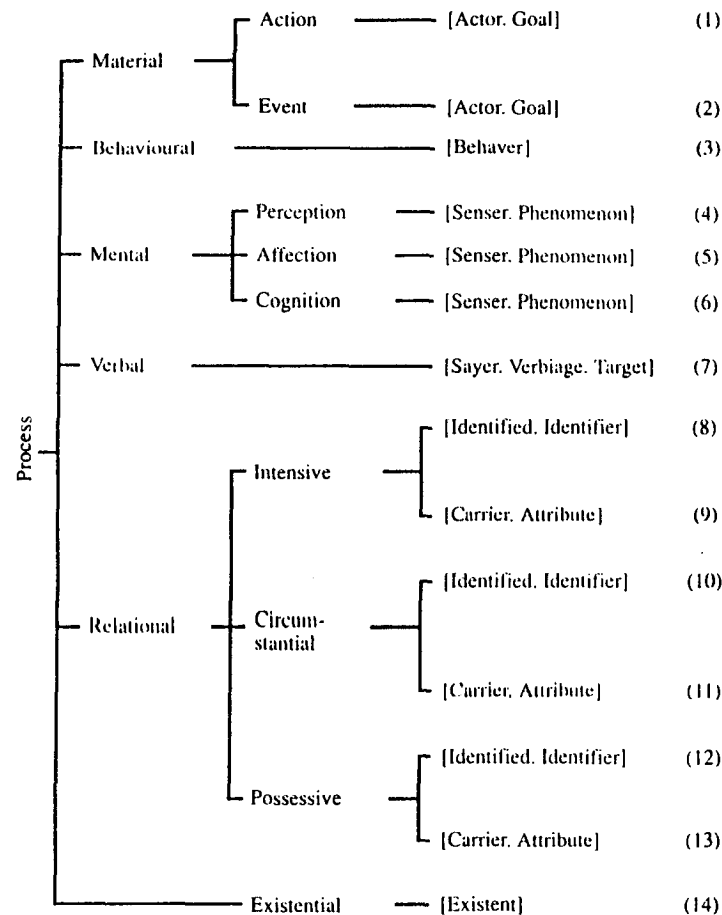 Action [Actor. Goal] (1)
Material
Event [Actor. Goal] (2)
Behavioural [Behaver] (3)
Perception [Senser. Phenomenon] (4)
Mental Affection [Senser. Phenomenon] (5)
Cognition [Senser. Phenomenon] (6)
Verbal [Sayer. Verbiage. Target] (7)
Process
[Identified. Identifier] (8)
Intensive
[Carrier. Attribute] (9)
[Identified. Identifier] (10)
Relational Circum-
stantial
[Carrier, Attribute] (11)
[Identified. Identifier] (12)
Possessive
[Carrier. Attribute] (13)
Existential [Existent] (14)